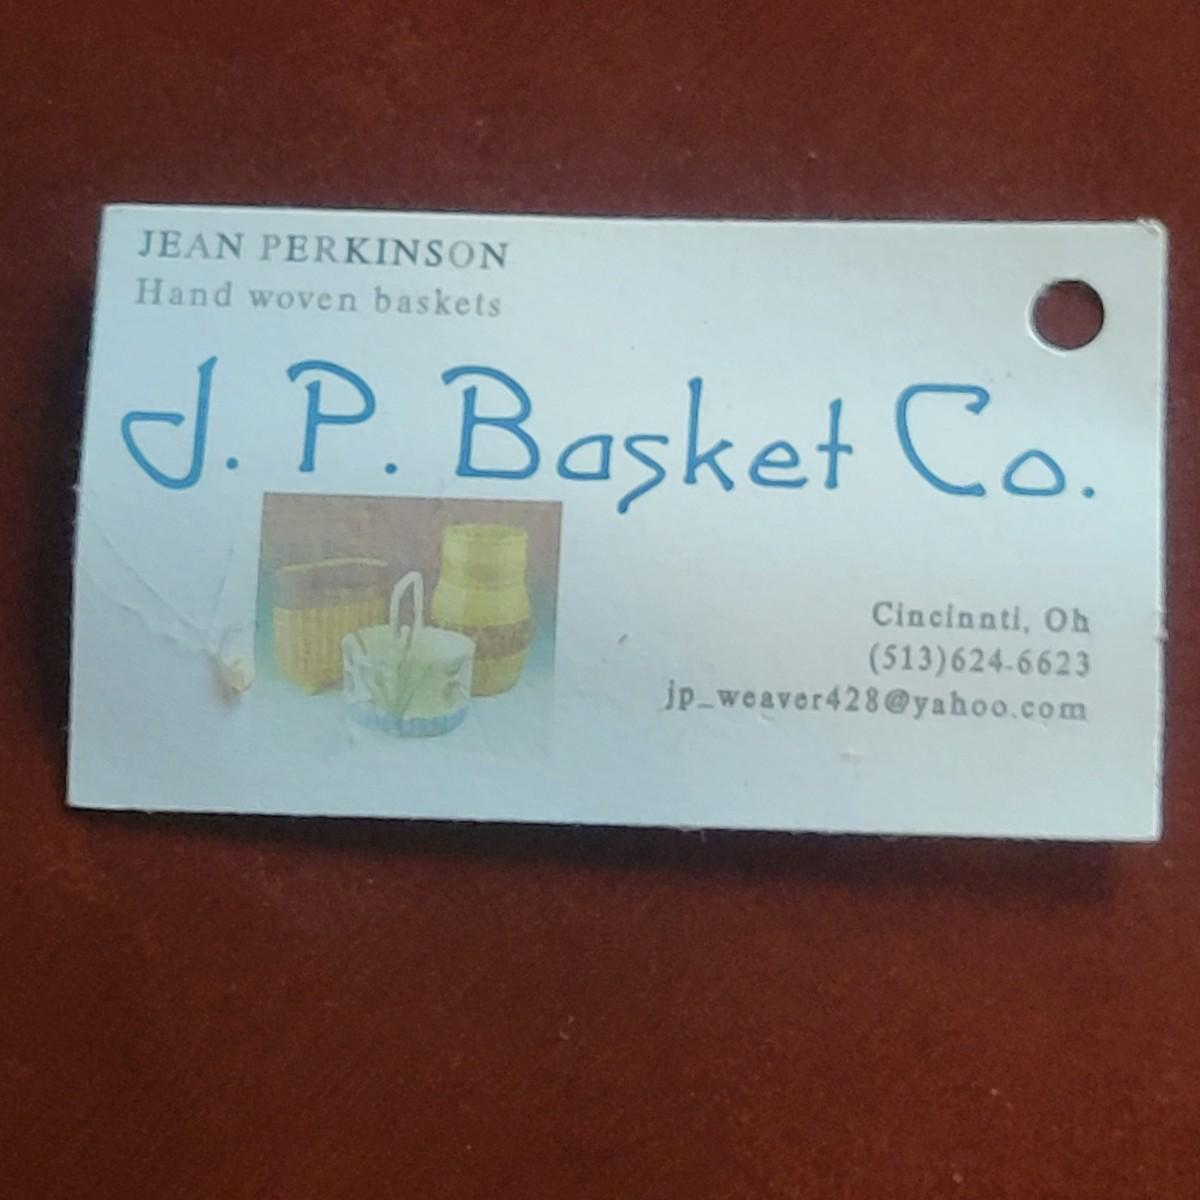 JEAN PERKINSON
Hand woven baskets
J. P. Basket Co.
Cincinnti, Oh
(513)624-6623
jp_weaver428@yahoo.com